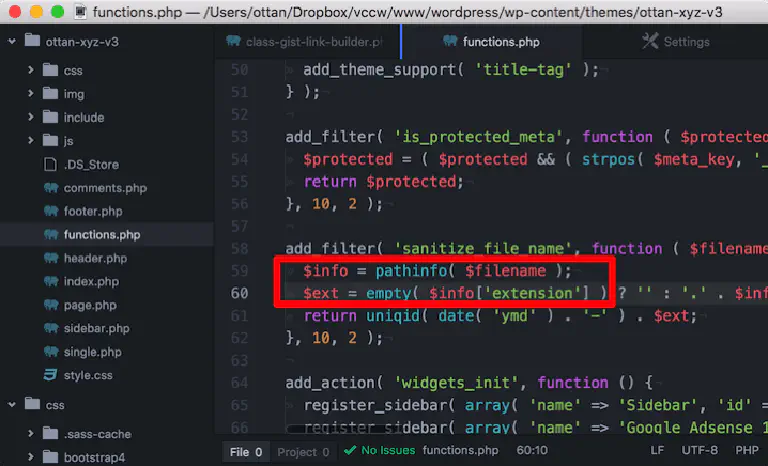 functions.php — /Users/ottan/Dropbox/vccw/www/wordpress/wp-content/themes/ottan-xyz-v3
ottan-xyz-v3
css
img
include
js
.DS_Store
comments.php
footer.php
functions.php
header.php
index.php
page.php
sidebar.php
single.php
style.css
css
.sass-cache
bootstrap4
class-gist-link-builder.p
functions.php
Settings
50 add_theme_support( 'title-tag' );
51 } );
52
53 add_filter( 'is_protected_meta', function ( $protected
54 $protected = ( $protected && ( strpos( $meta_key, '_
55 return $protected;
56 }, 10, 2 );
57
58 add_filter( 'sanitize_file_name', function ( $filename
59 $info = pathinfo( $filename );
60 $ext = empty( $info['extension'] ) ? '' : '.' . $inf
61 return uniqid( date( 'ymd' ) . '-' ) . $ext;
62 }, 10, 2 );
63
64 add_action( 'widgets_init', function () {
65 register_sidebar( array( 'name' => 'Sidebar', 'id' =
66 register_sidebar( array( 'name' => 'Google Adsense 1
File 0 Project 0 No Issues functions.php 60:10 LF UTF-8 PHP